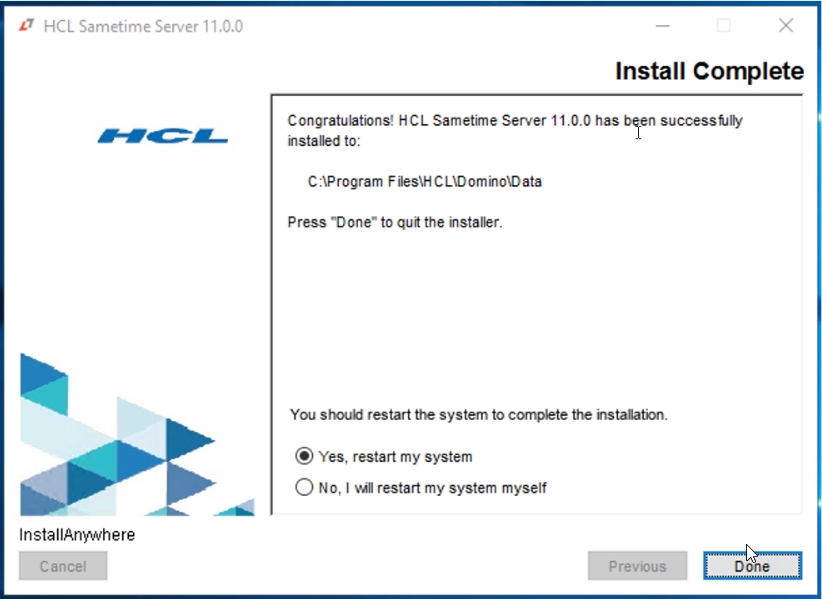 HCL Sametime Server 11.0.0
Install Complete
HCL
Congratulations! HCL Sametime Server 11.0.0 has been successfully
installed to:
C:\Program Files\HCL\Domino\Data
Press "Done" to quit the installer.
You should restart the system to complete the installation.
Yes, restart my system
No, I will restart my system myself
InstallAnywhere
Cancel
Previous
Done